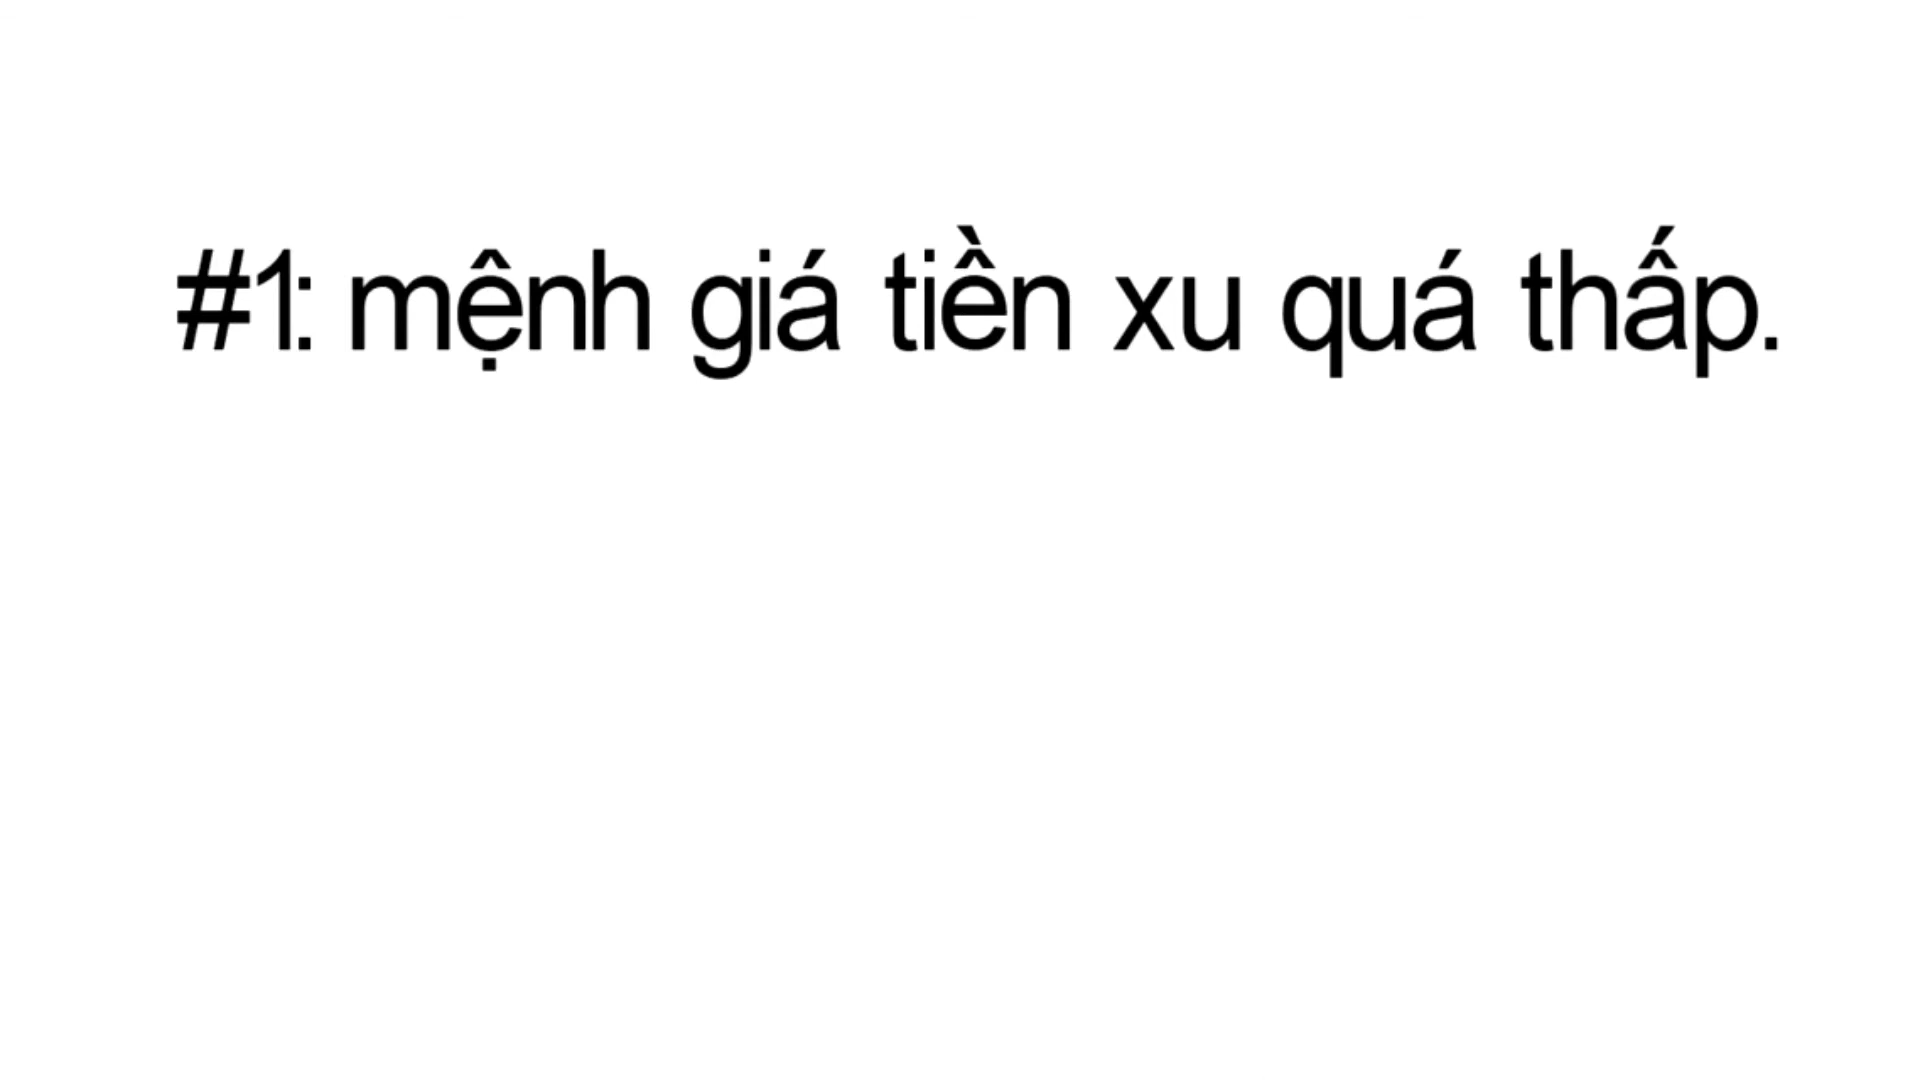 #1: mệnh giá tiền xu quá thấp.